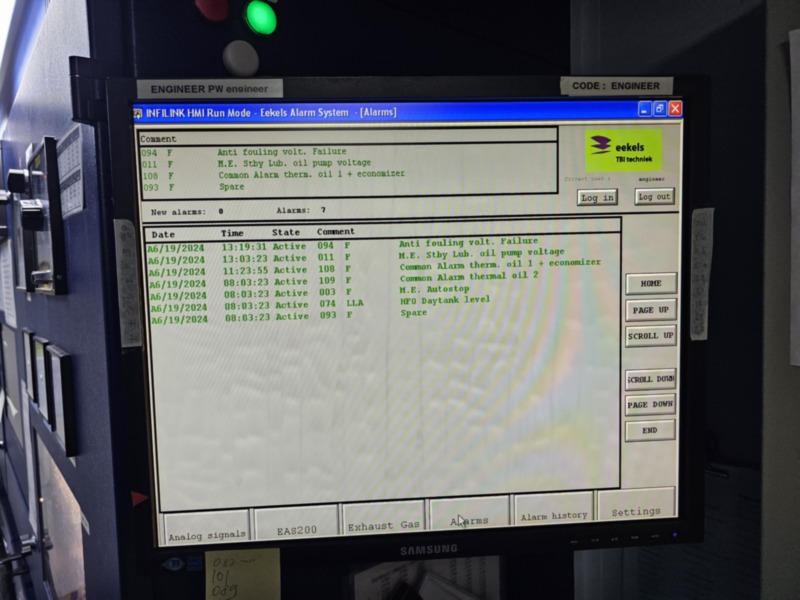 ENGINEER PW engineer
CODE : ENGINEER
INFILINK HMI Run Mode - Eekels Alarm System - [Alarms]
Comment
094 F Anti fouling volt. Failure
011 F M.E. Stby Lub. oil pump voltage
108 F Common Alarm therm. oil 1 + economizer
093 F Spare
eekels
TBI techniek
Current user : engineer
Log in
Log out
New alarms: 0 Alarms: 7
Date Time State Comment
A6/19/2024 13:19:31 Active 094 F Anti fouling volt. Failure
A6/19/2024 13:03:23 Active 011 F M.E. Stby Lub. oil pump voltage
A6/19/2024 11:23:55 Active 108 F Common Alarm therm. oil 1 + economizer
A6/19/2024 08:03:23 Active 109 F Common Alarm thermal oil 2
A6/19/2024 08:03:23 Active 003 F M.E. Autostop
A6/19/2024 08:03:23 Active 074 LLA HFO Daytank level
A6/19/2024 08:03:23 Active 093 F Spare
HOME
PAGE UP
SCROLL UP
SCROLL DOWN
PAGE DOWN
END
Analog signals
EAS200
Exhaust Gas
Alarms
Alarm history
Settings
SAMSUNG
101